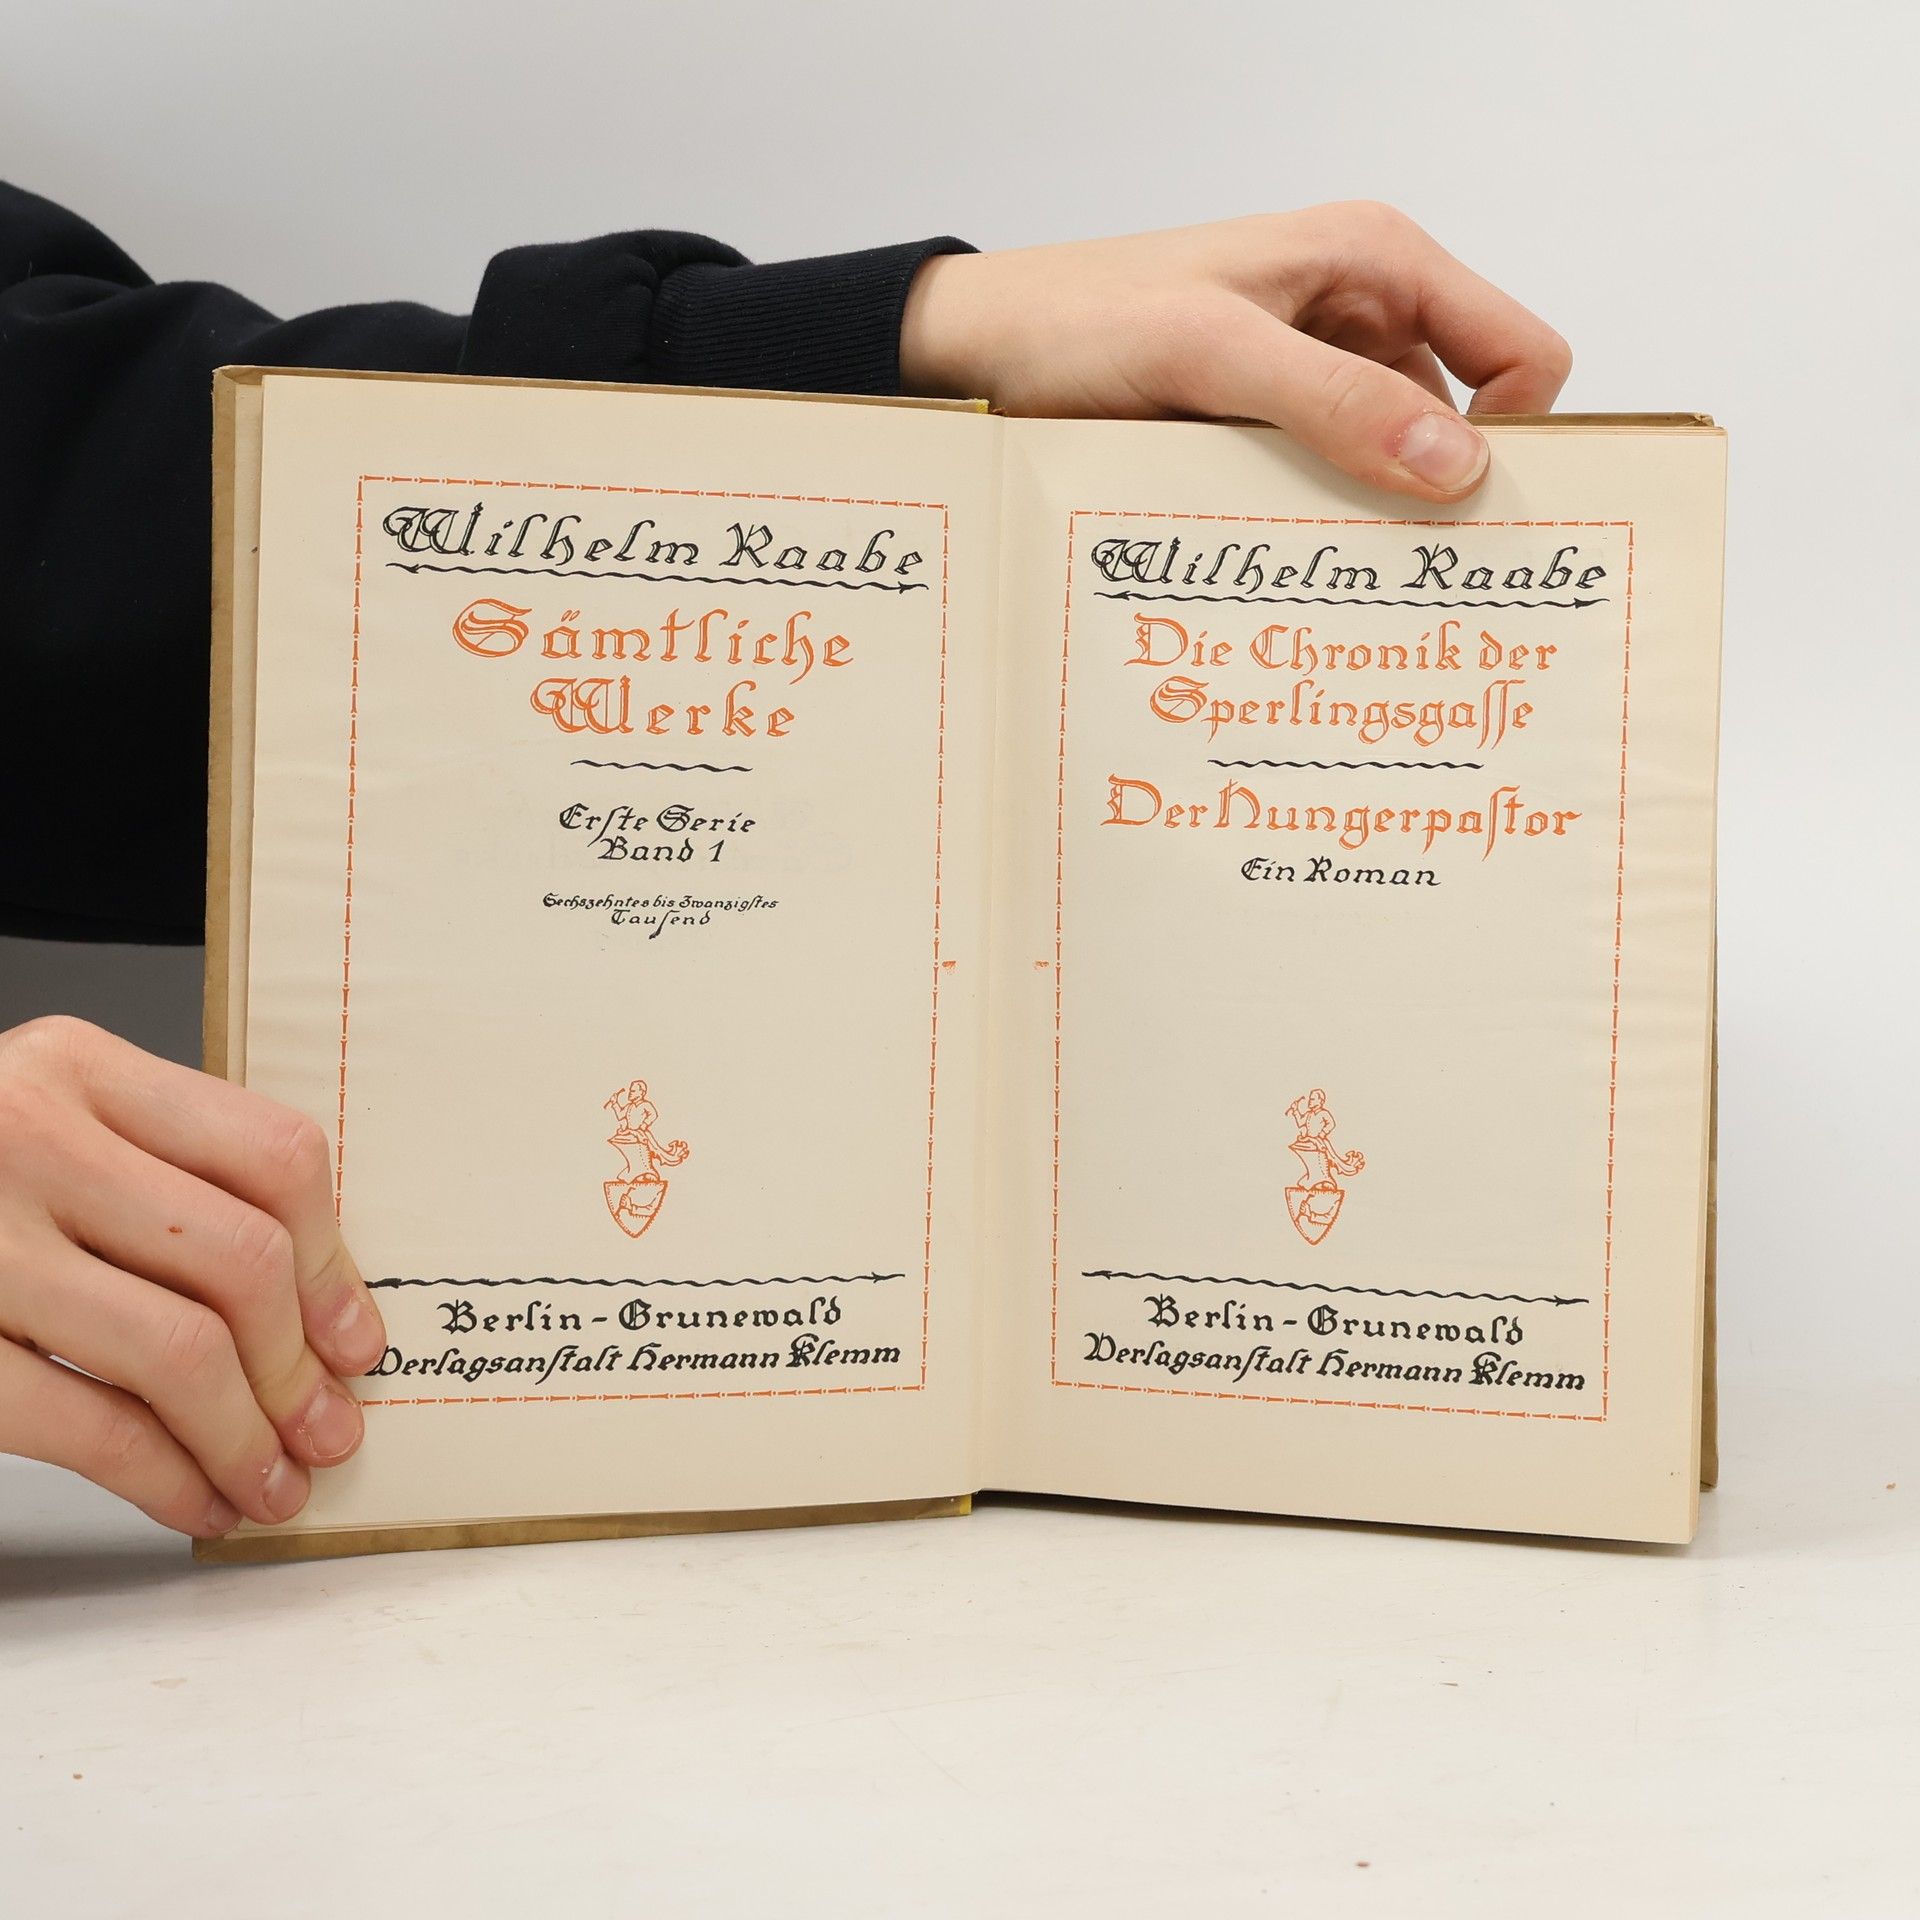 Wilhelm Raabe
Sämtliche
Werke
Erſte Serie
Band 1
Sechszehntes bis Zwanzigſtes
Tauſend
Berlin-Grunewald
Verlagsanſtalt Hermann Klemm
Wilhelm Raabe
Die Chronik der
Sperlingsgaſſe
Der Hungerpaſtor
Ein Roman
Berlin-Grunewald
Verlagsanſtalt Hermann Klemm